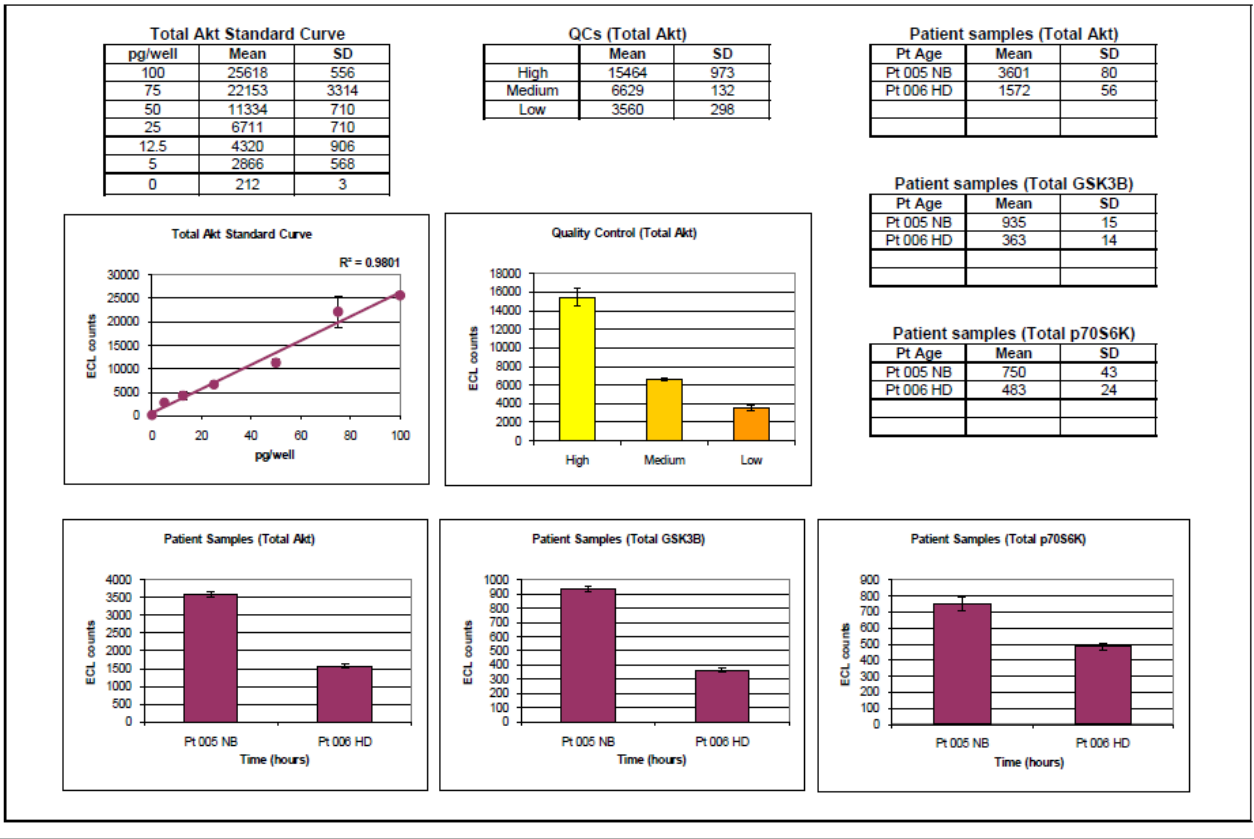 Total Akt Standard Curve
pg/well Mean SD
100 25618 556
75 22153 3314
50 11334 710
25 6711 710
12.5 4320 906
5 2866 568
0 212 3
QCs (Total Akt)
Mean SD
High 15464 973
Medium 6629 132
Low 3560 298
Patient samples (Total Akt)
Pt Age Mean SD
Pt 005 NB 3601 80
Pt 006 HD 1572 56
Patient samples (Total GSK3B)
Pt Age Mean SD
Pt 005 NB 935 15
Pt 006 HD 363 14
Patient samples (Total p70S6K)
Pt Age Mean SD
Pt 005 NB 750 43
Pt 006 HD 483 24
Total Akt Standard Curve
R² = 0.9801
30000
25000
20000
15000
10000
5000
0
0 20 40 60 80 100
ECL counts
pg/well
Quality Control (Total Akt)
18000
16000
14000
12000
10000
8000
6000
4000
2000
0
ECL counts
High Medium Low
Patient Samples (Total Akt)
4000
3500
3000
2500
2000
1500
1000
500
0
ECL counts
Pt 005 NB Pt 006 HD
Time (hours)
Patient Samples (Total GSK3B)
1000
900
800
700
600
500
400
300
200
100
0
ECL counts
Pt 005 NB Pt 006 HD
Time (hours)
Patient Samples (Total p70S6K)
900
800
700
600
500
400
300
200
100
0
ECL counts
Pt 005 NB Pt 006 HD
Time (hours)